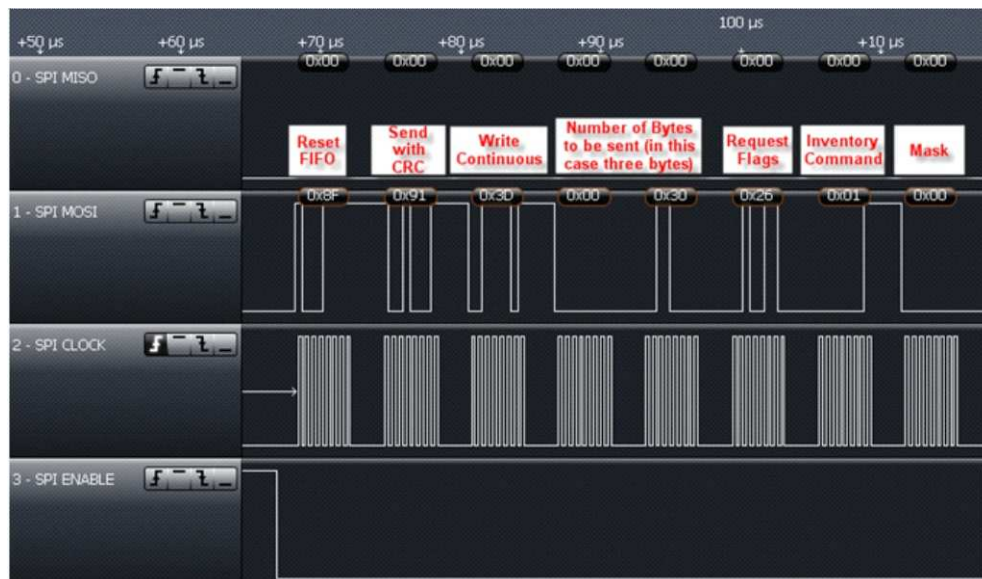 100 µs
+50 µs +60 µs +70 µs +80 µs +90 µs +10 µs
0x00 0x00 0x00 0x00 0x00 0x00 0x00 0x00
0 - SPI MISO
Reset
FIFO
Send
with
CRC
Write
Continuous
Number of Bytes
to be sent (in this
case three bytes)
Request
Flags
Inventory
Command
Mask
0x8F 0x91 0x3D 0x00 0x30 0x26 0x01 0x00
1 - SPI MOSI
2 - SPI CLOCK
3 - SPI ENABLE